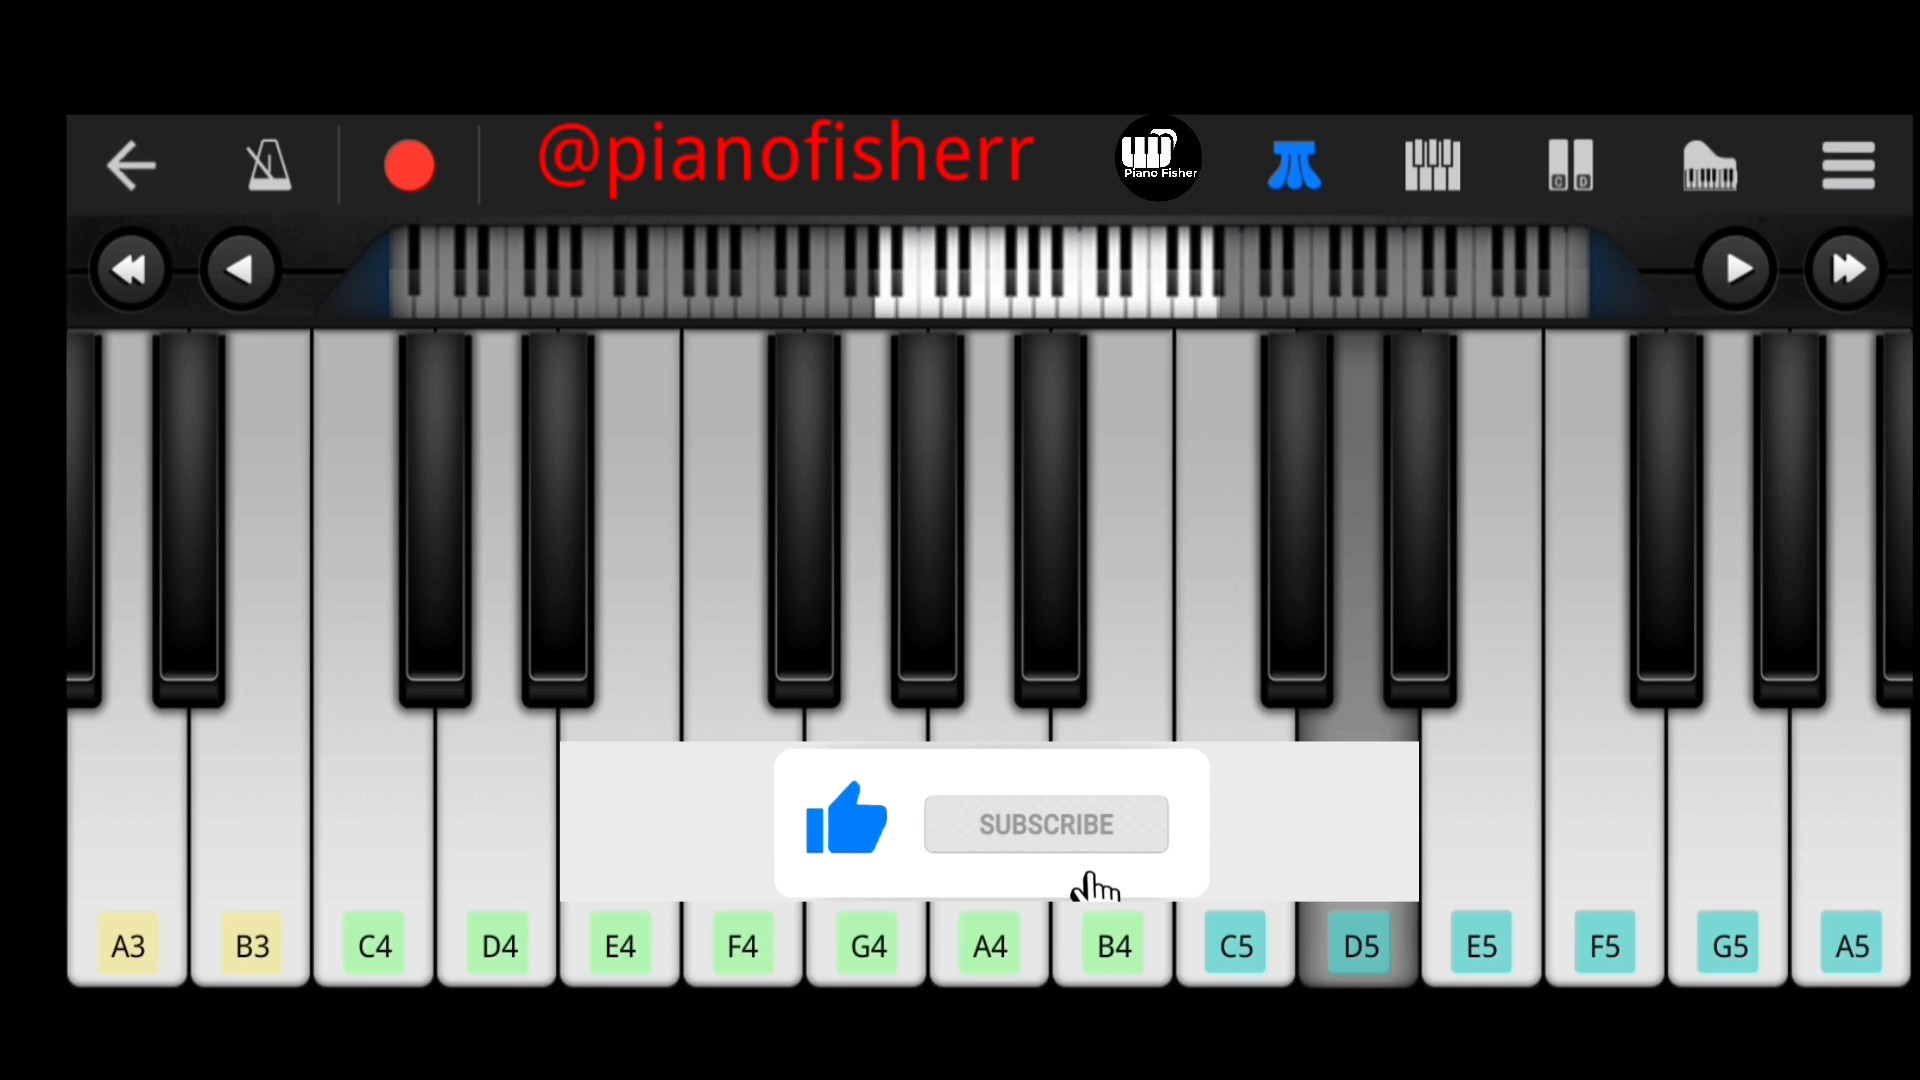 @pianofisherr
Piano Fisher
C D
SUBSCRIBE
A3 B3 C4 D4 E4 F4 G4 A4 B4 C5 D5 E5 F5 G5 A5